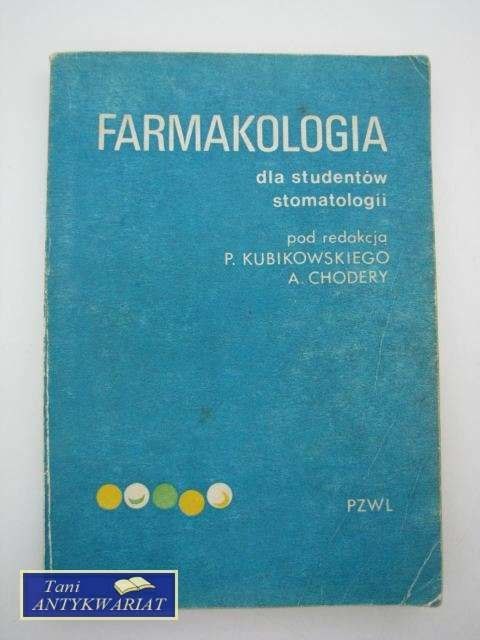 FARMAKOLOGIA
dla studentów
stomatologii
pod redakcją
P. KUBIKOWSKIEGO
A. CHODERY
PZWL
Tani
ANTYKWARIAT